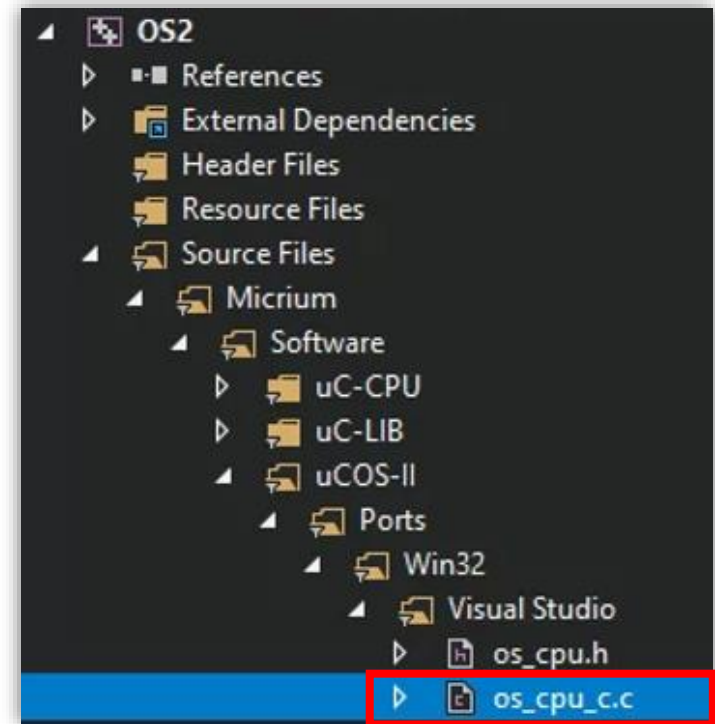 OS2
References
External Dependencies
Header Files
Resource Files
Source Files
Micrium
Software
uC-CPU
uC-LIB
uCOS-II
Ports
Win32
Visual Studio
os_cpu.h
os_cpu_c.c